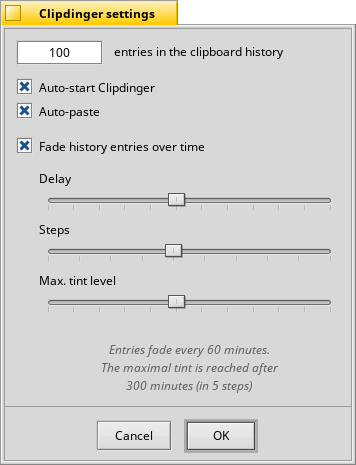 Clipdinger settings
100 entries in the clipboard history
Auto-start Clipdinger
Auto-paste
Fade history entries over time
Delay
Steps
Max. tint level
Entries fade every 60 minutes.
The maximal tint is reached after
300 minutes (in 5 steps)
Cancel OK